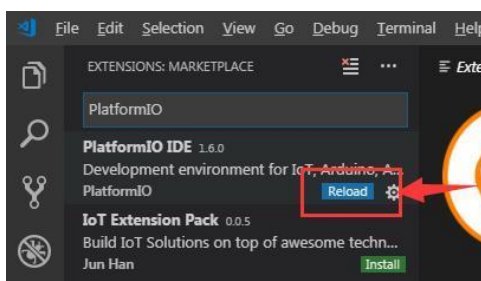 File Edit Selection View Go Debug Terminal Help
EXTENSIONS: MARKETPLACE
PlatformIO
PlatformIO IDE 1.6.0
Development environment for IoT, Arduino, A...
PlatformIO Reload
IoT Extension Pack 0.0.5
Build IoT Solutions on top of awesome techn...
Jun Han Install